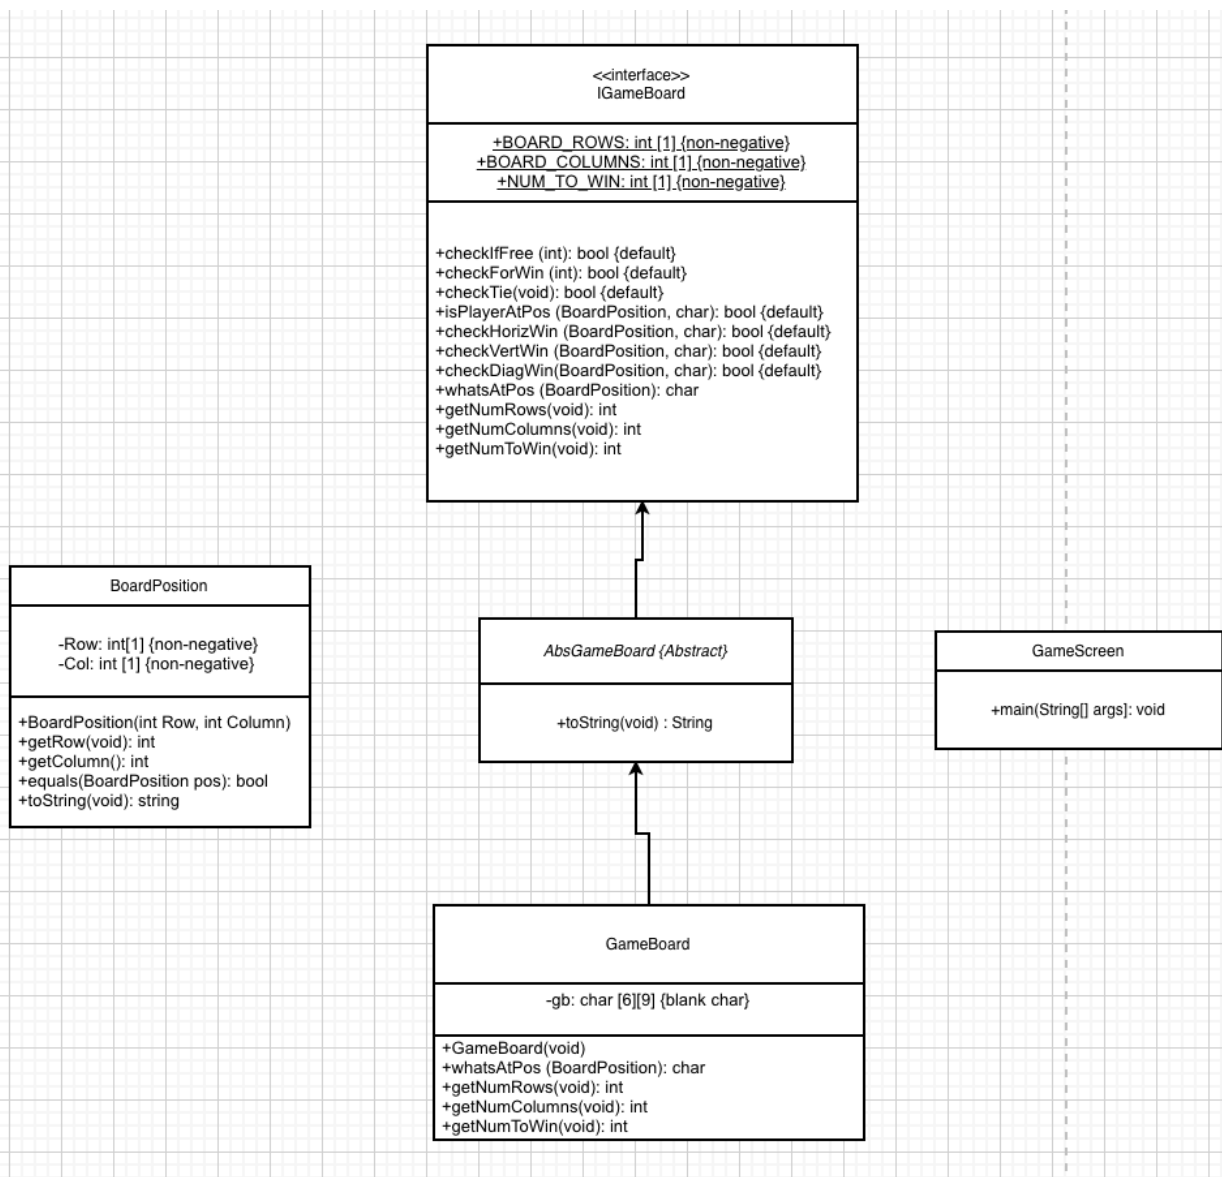 <<interface>>
IGameBoard
+BOARD_ROWS: int [1] {non-negative}
+BOARD_COLUMNS: int [1] {non-negative}
+NUM_TO_WIN: int [1] {non-negative}
+checkIfFree (int): bool {default}
+checkForWin (int): bool {default}
+checkTie(void): bool {default}
+isPlayerAtPos (BoardPosition, char): bool {default}
+checkHorizWin (BoardPosition, char): bool {default}
+checkVertWin (BoardPosition, char): bool {default}
+checkDiagWin(BoardPosition, char): bool {default}
+whatsAtPos (BoardPosition): char
+getNumRows(void): int
+getNumColumns(void): int
+getNumToWin(void): int
BoardPosition
-Row: int[1] {non-negative}
-Col: int [1] {non-negative}
+BoardPosition(int Row, int Column)
+getRow(void): int
+getColumn(): int
+equals(BoardPosition pos): bool
+toString(void): string
AbsGameBoard {Abstract}
+toString(void) : String
GameScreen
+main(String[] args]: void
GameBoard
-gb: char [6][9] {blank char}
+GameBoard(void)
+whatsAtPos (BoardPosition): char
+getNumRows(void): int
+getNumColumns(void): int
+getNumToWin(void): int